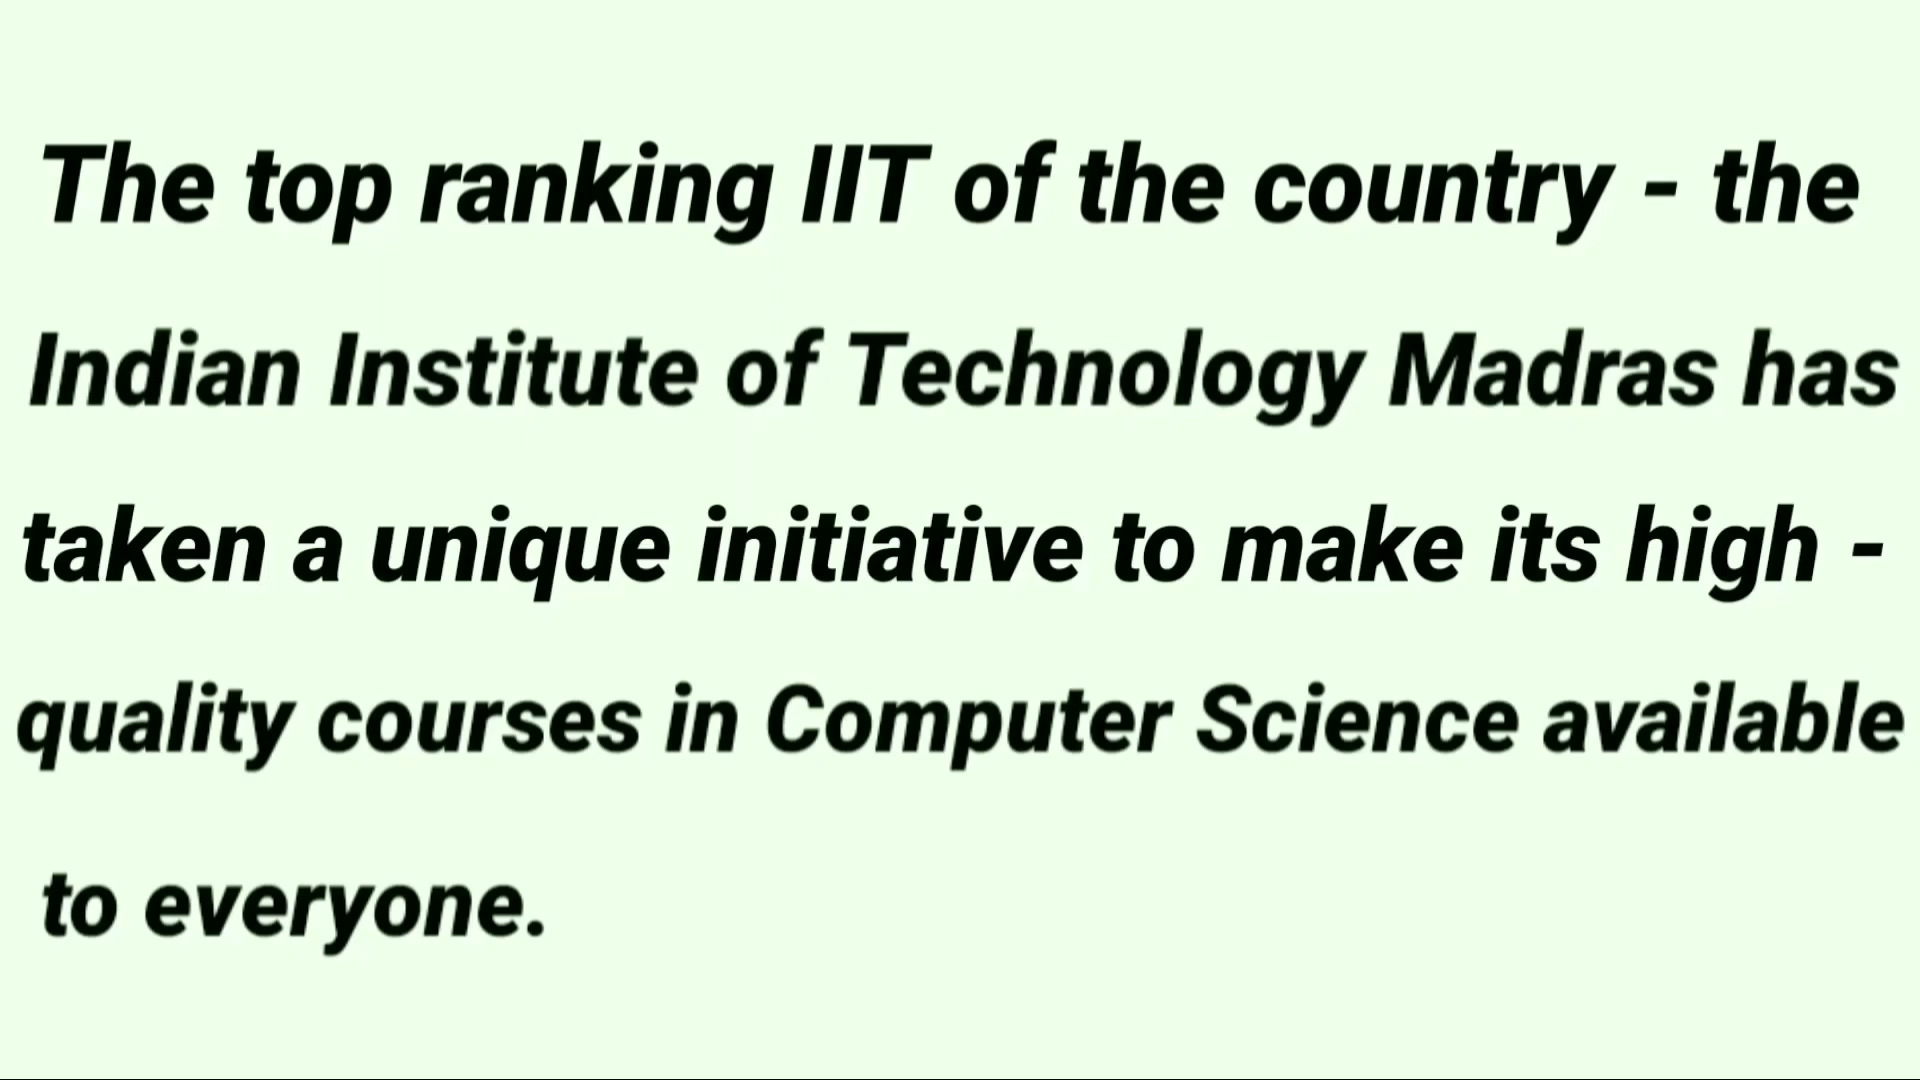 The top ranking IIT of the country - the
Indian Institute of Technology Madras has
taken a unique initiative to make its high -
quality courses in Computer Science available
to everyone.